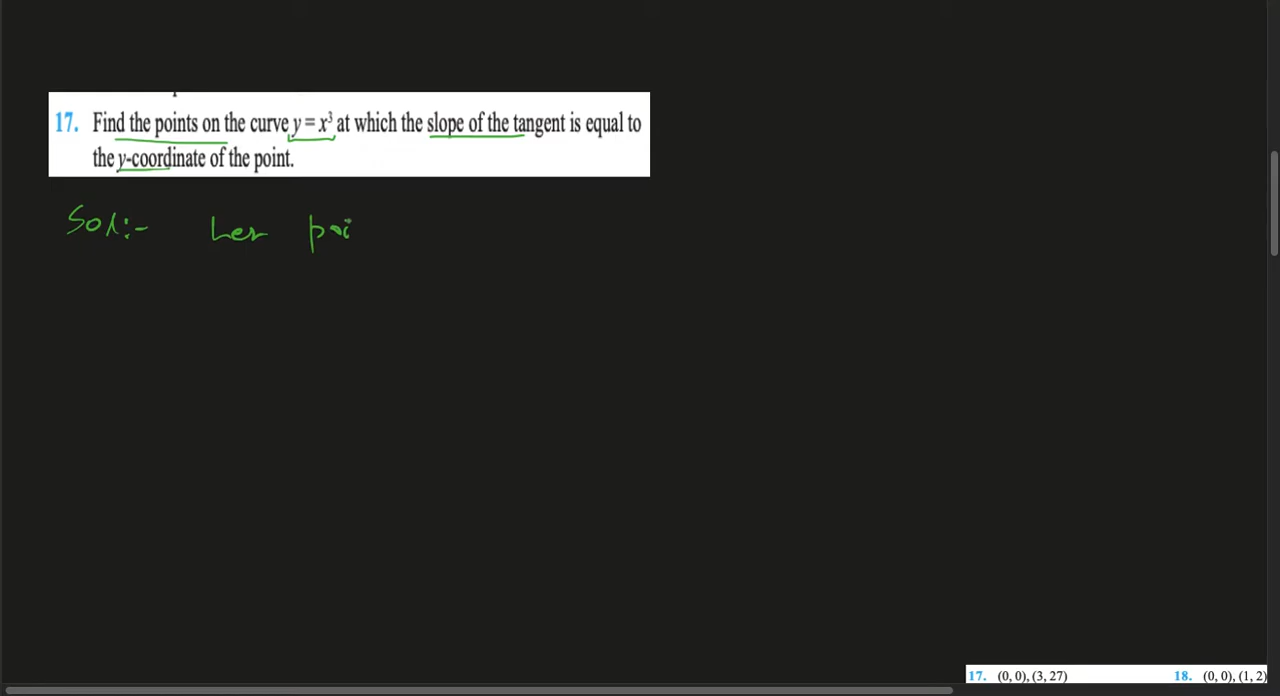 17. Find the points on the curve y = x³ at which the slope of the tangent is equal to
the y-coordinate of the point.
Sol:- Let poi
17. (0, 0), (3, 27) 18. (0, 0), (1, 2)